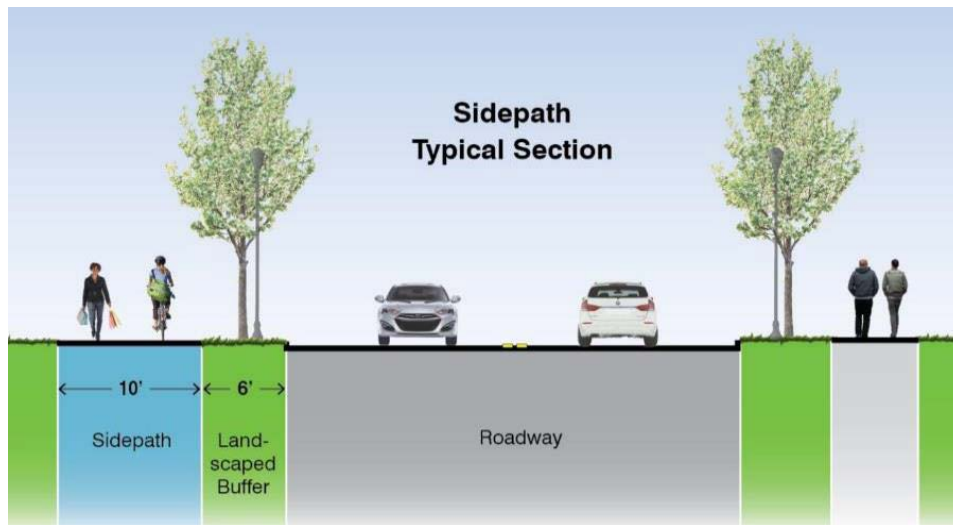 Sidepath
Typical Section
10’
6’
Sidepath
Land-
scaped
Buffer
Roadway